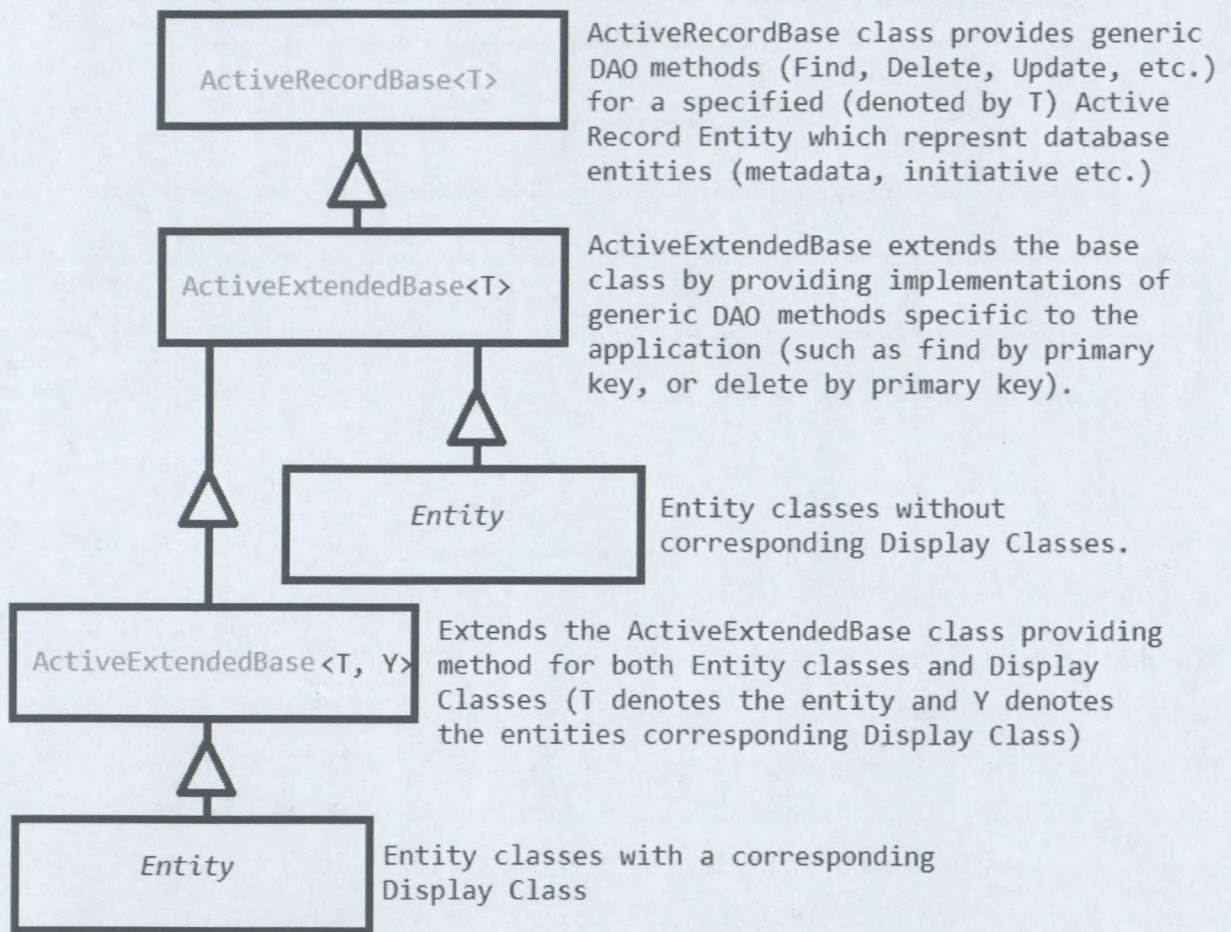 ActiveRecordBase<T>
ActiveRecordBase class provides generic
DAO methods (Find, Delete, Update, etc.)
for a specified (denoted by T) Active
Record Entity which represnt database
entities (metadata, initiative etc.)
ActiveExtendedBase<T>
ActiveExtendedBase extends the base
class by providing implementations of
generic DAO methods specific to the
application (such as find by primary
key, or delete by primary key).
Entity
Entity classes without
corresponding Display Classes.
ActiveExtendedBase<T, Y>
Extends the ActiveExtendedBase class providing
method for both Entity classes and Display
Classes (T denotes the entity and Y denotes
the entities corresponding Display Class)
Entity
Entity classes with a corresponding
Display Class